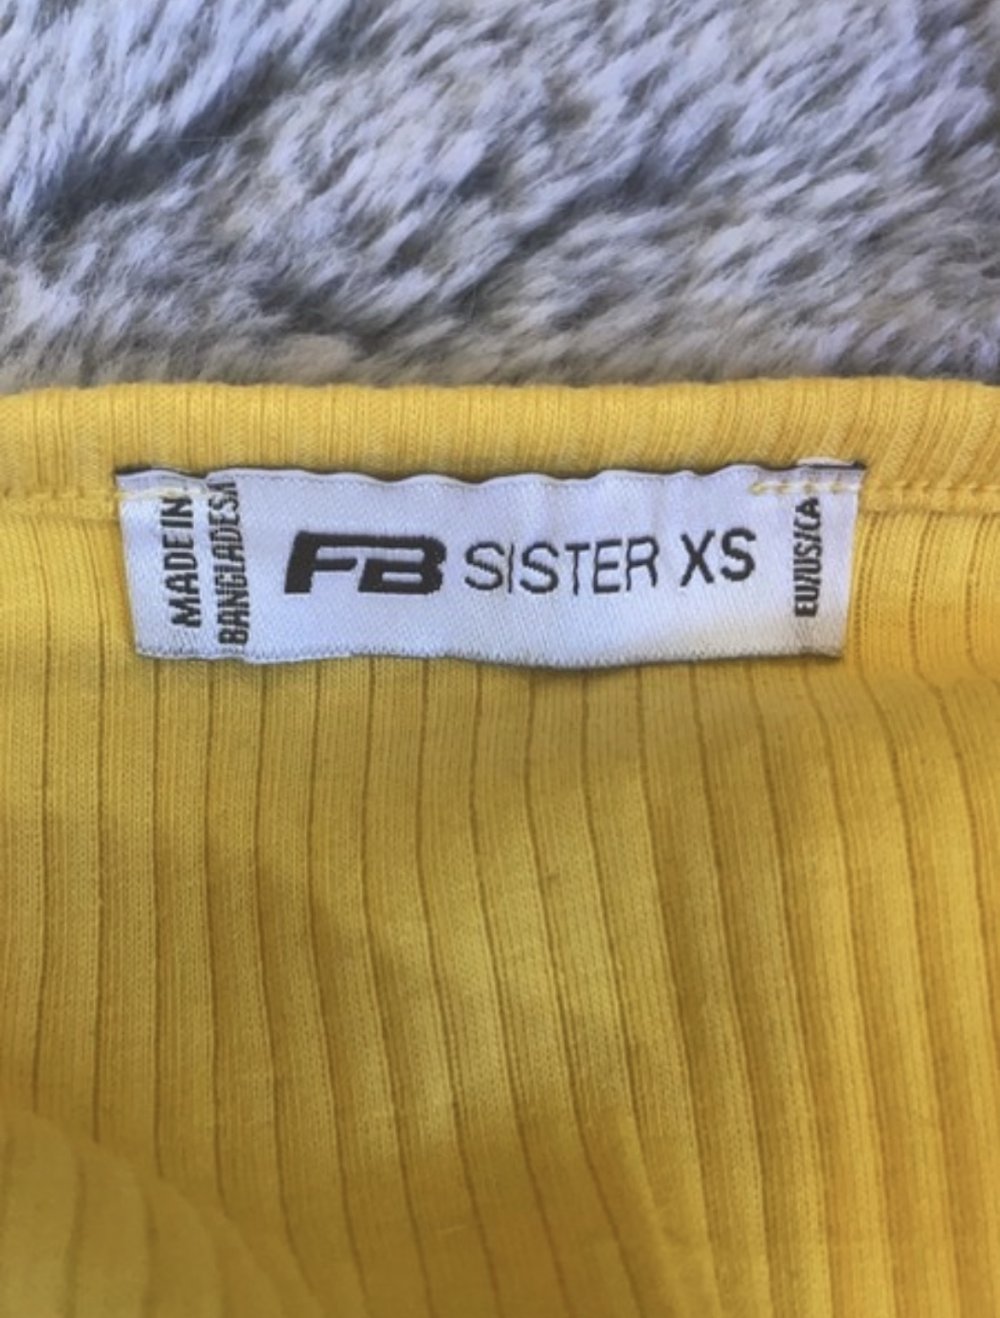 MADE IN
BANGLADESH
FB SISTER XS
EU/US/CA